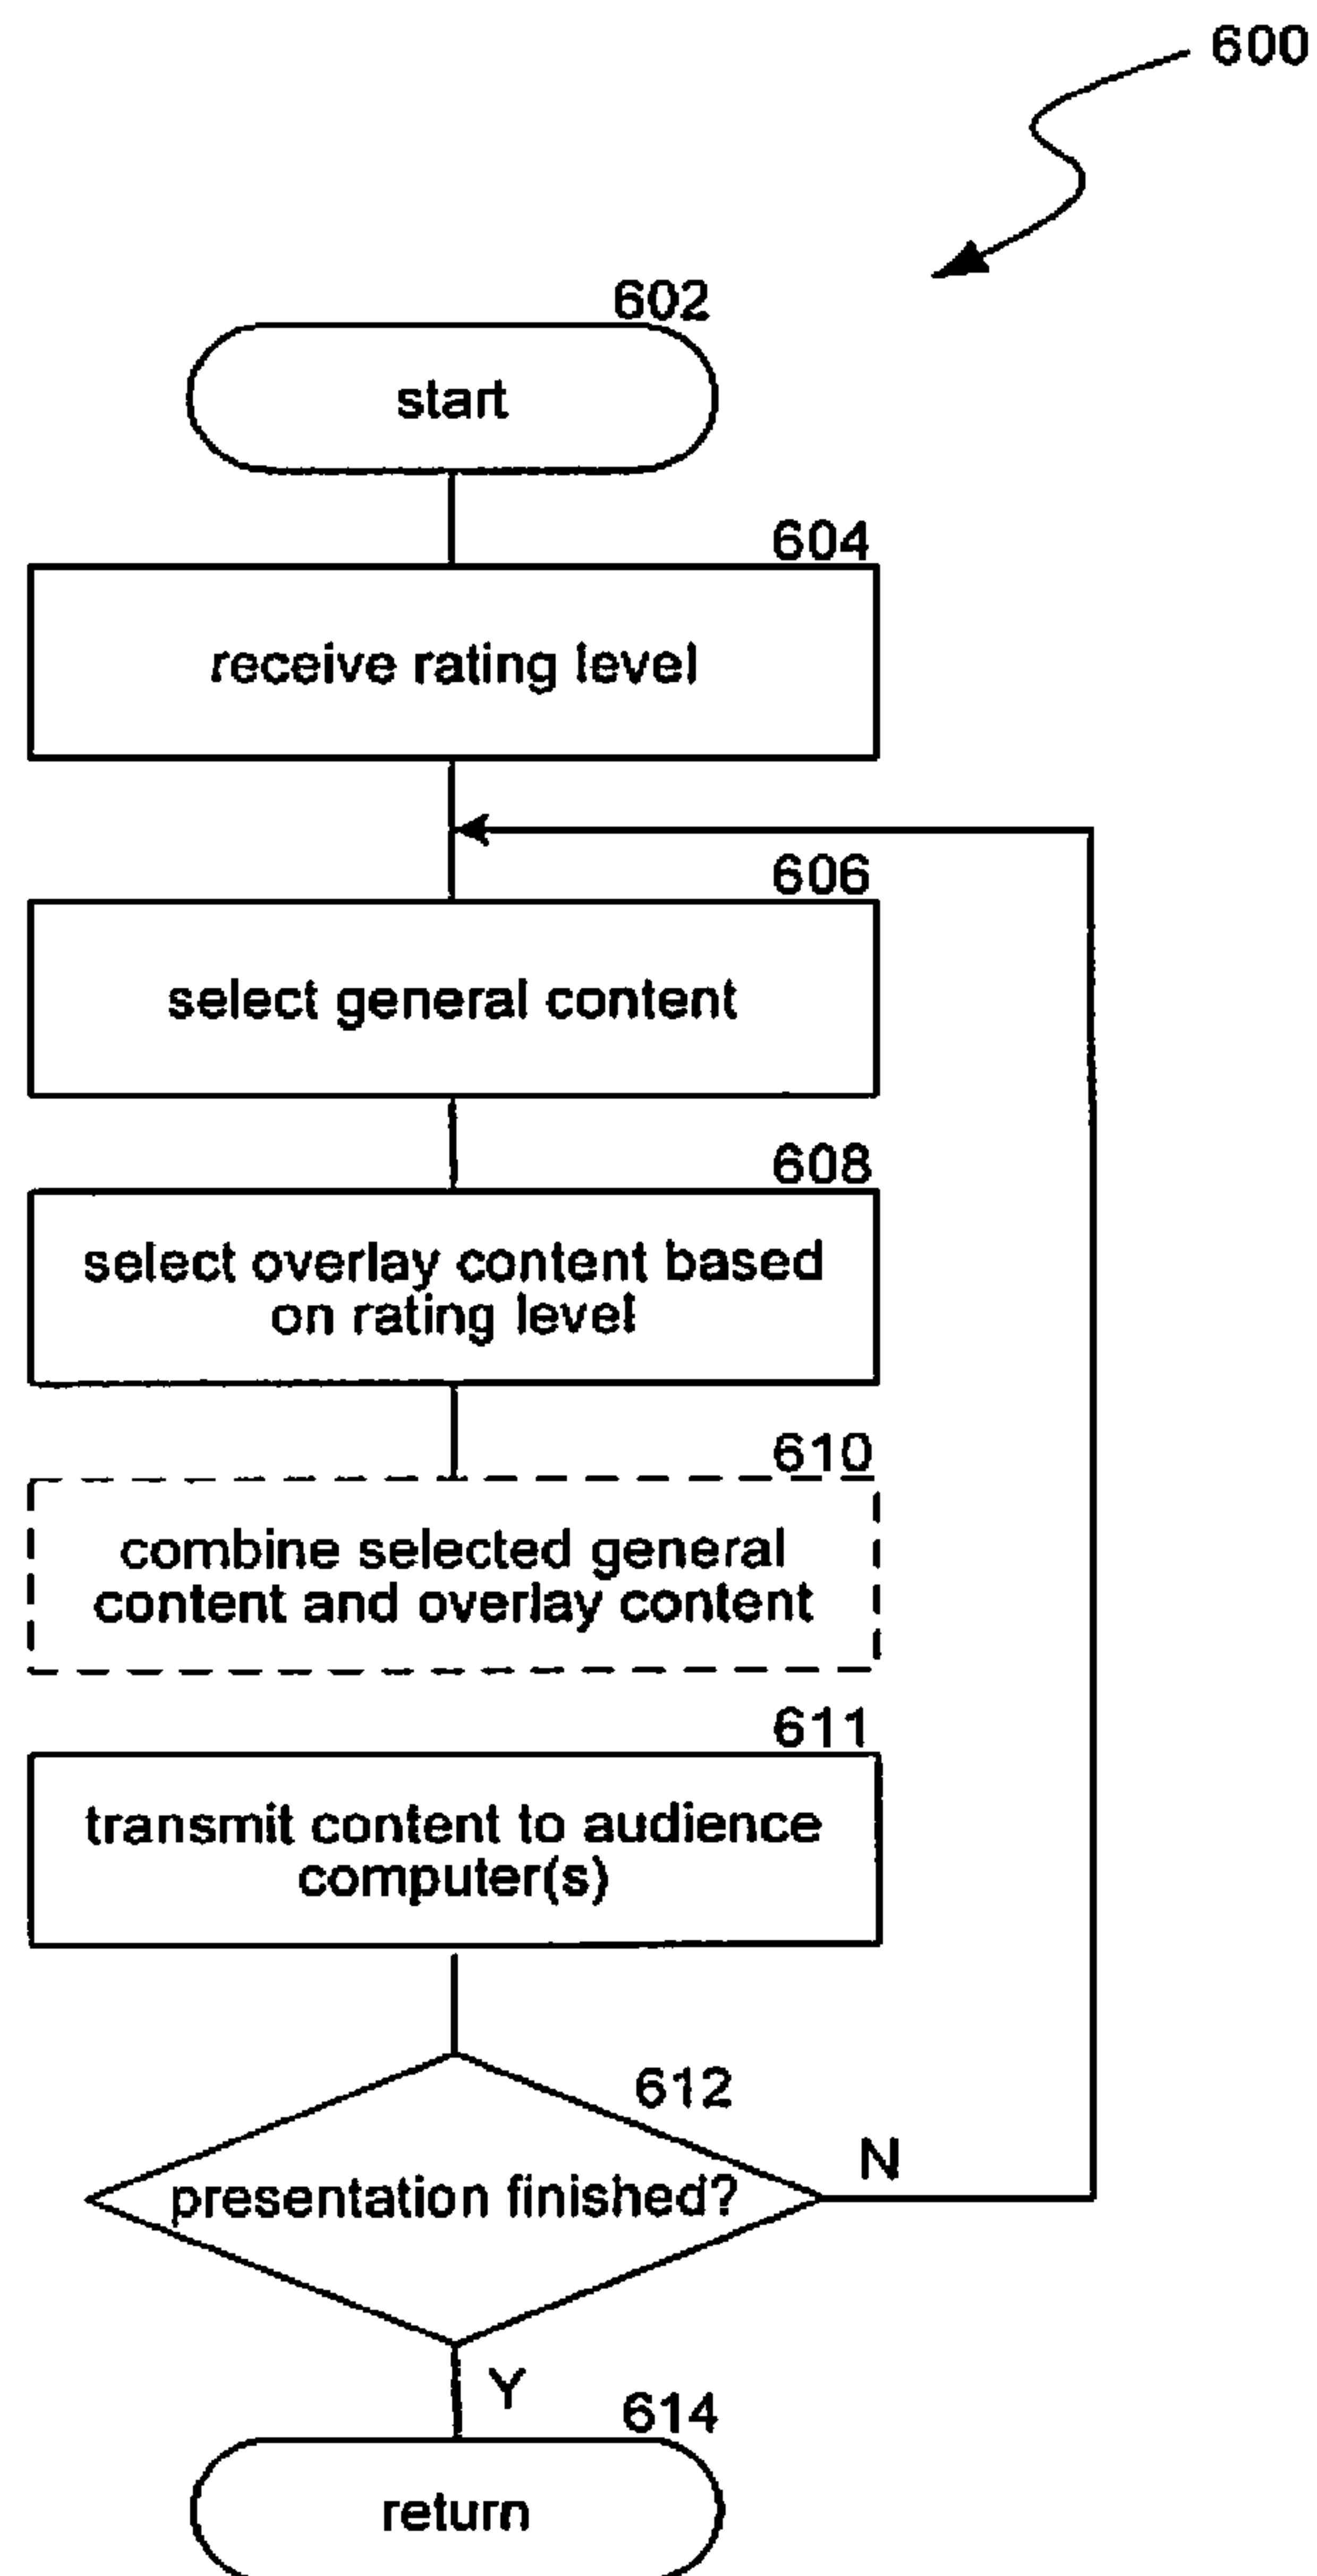 600
602
start
604
receive rating level
606
select general content
608
select overlay content based
on rating level
610
combine selected general
content and overlay content
611
transmit content to audience
computer(s)
612
presentation finished?
N
Y
614
return